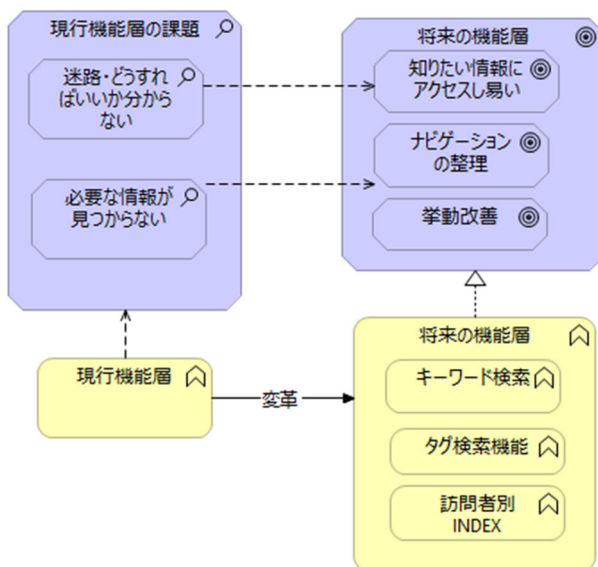 現行機能層の課題
迷路・どうすれ
ばいいか分から
ない
必要な情報が
見つからない
将来の機能層
知りたい情報に
アクセスし易い
ナビゲーション
の整理
挙動改善
現行機能層
変革
将来の機能層
キーワード検索
タグ検索機能
訪問者別
INDEX